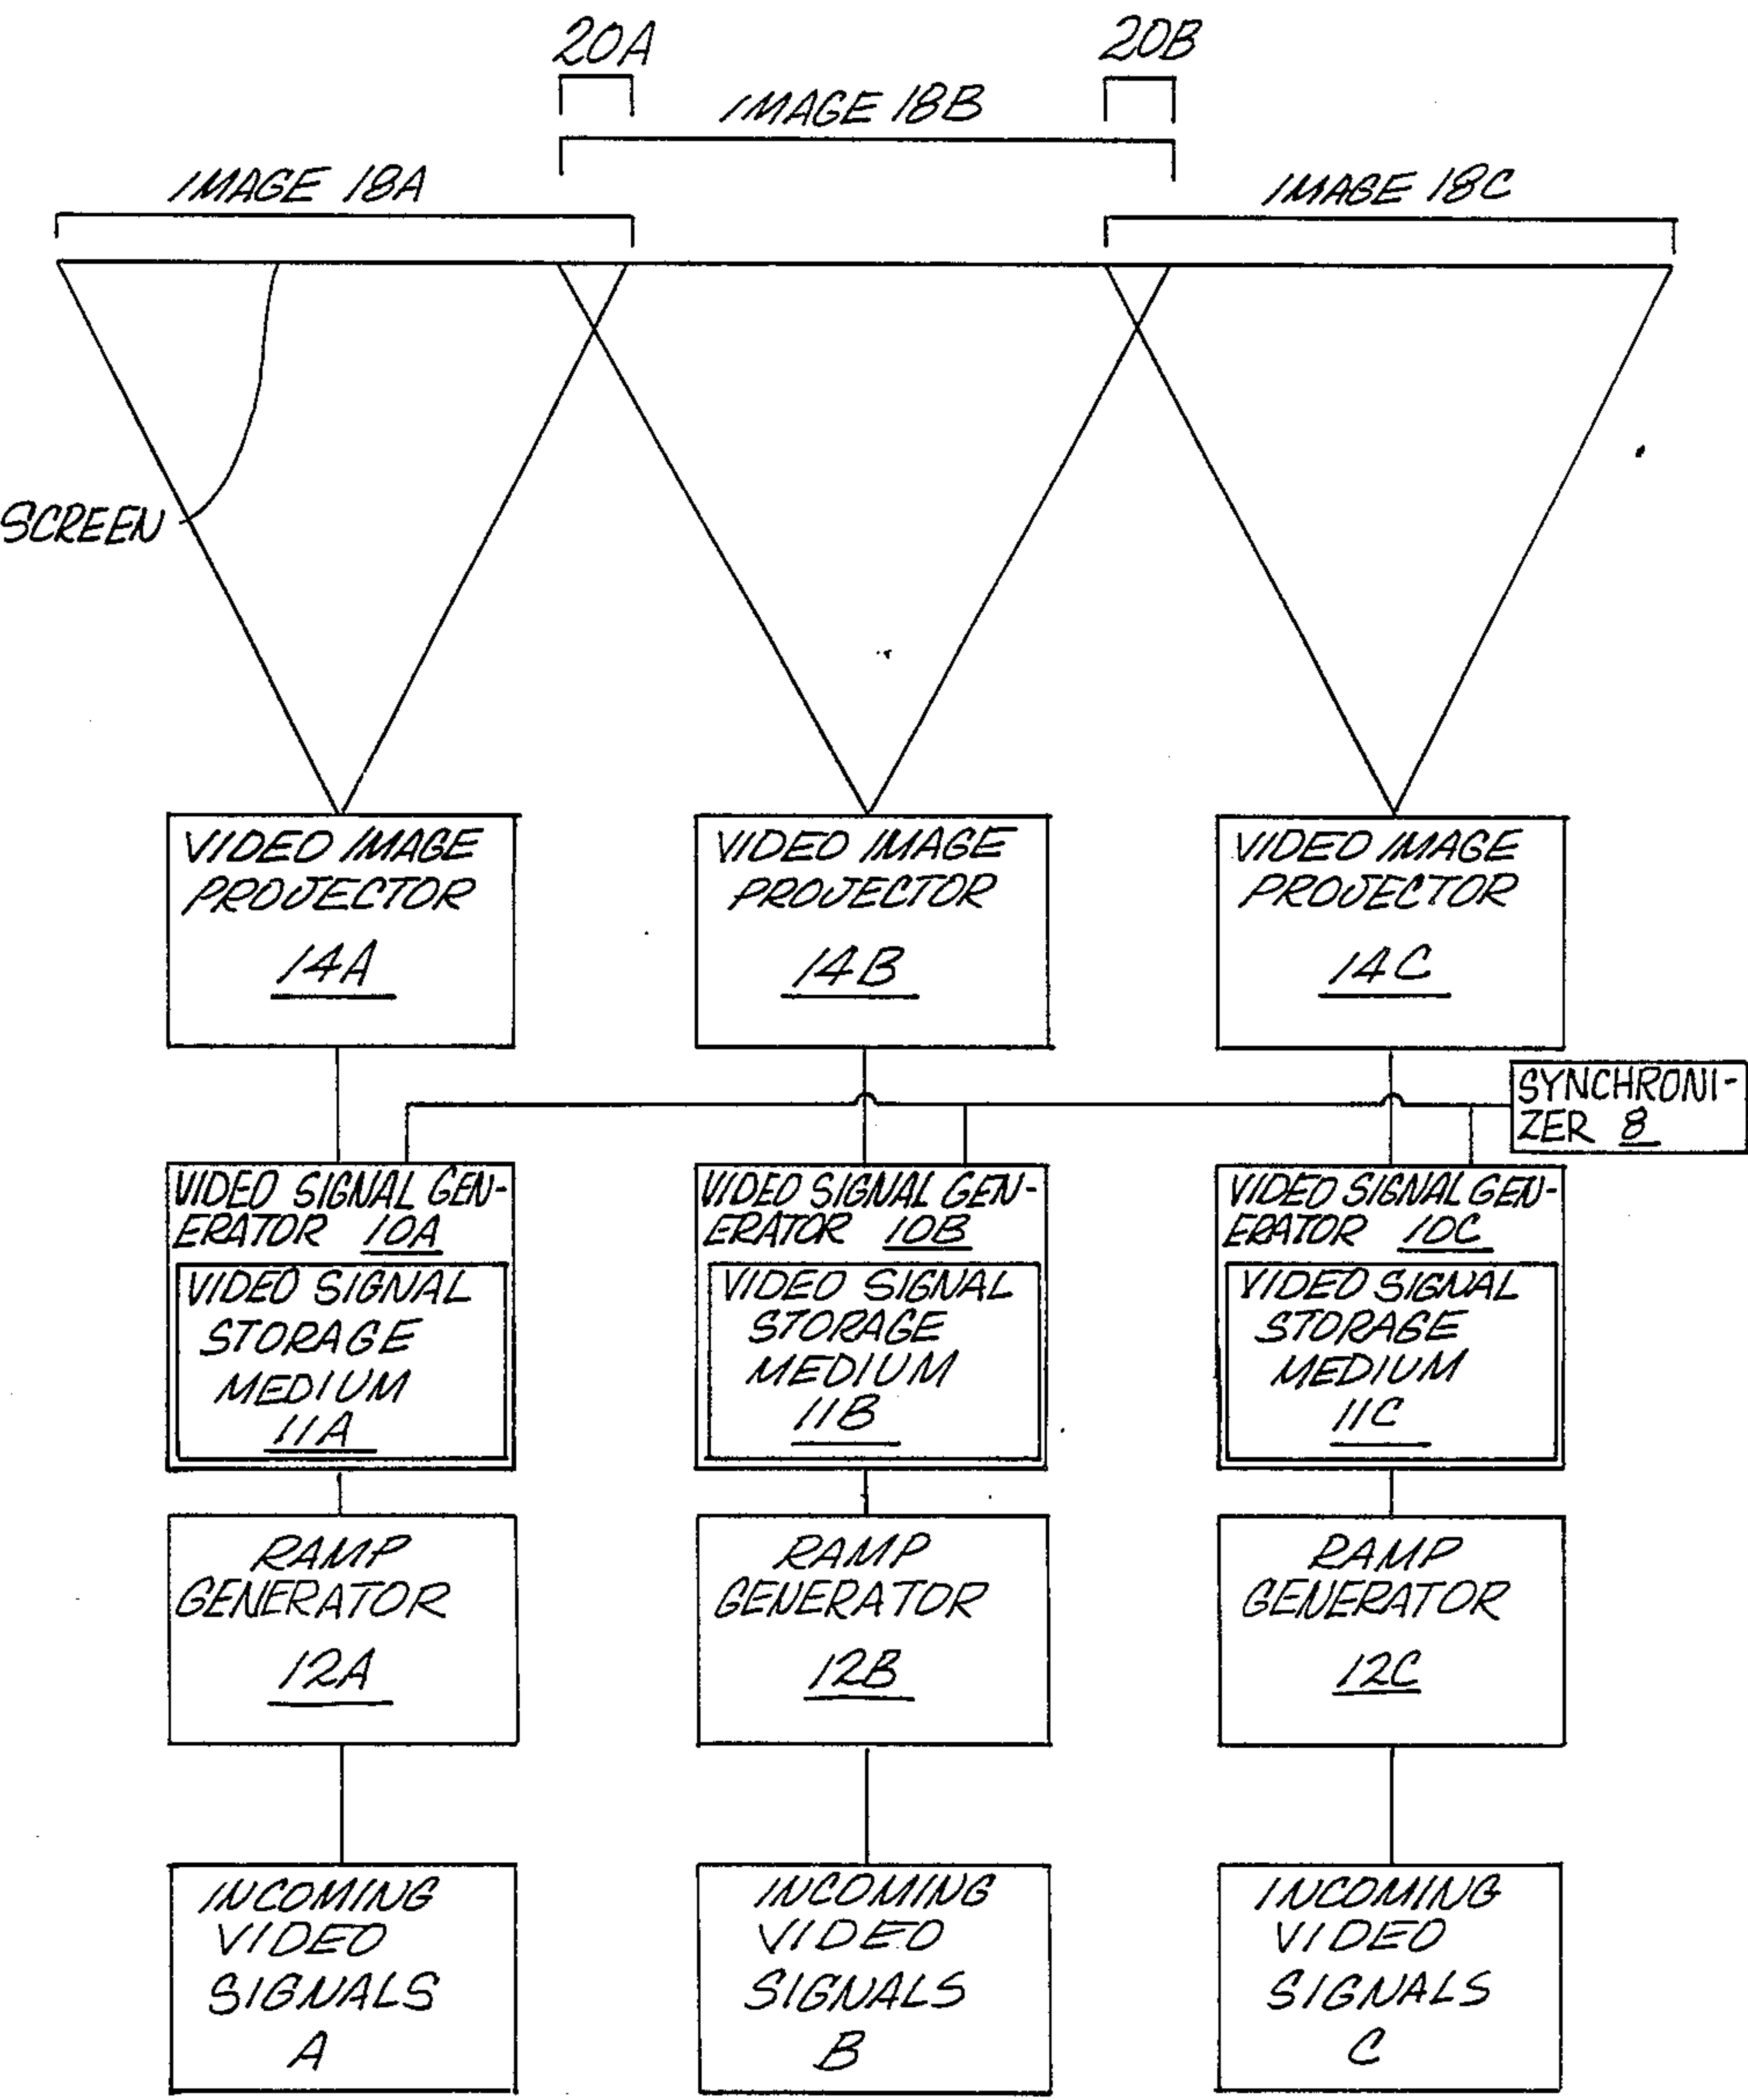 20A
20B
IMAGE 18B
IMAGE 18A
IMAGE 18C
SCREEN
VIDEO IMAGE
PROJECTOR
14A
VIDEO IMAGE
PROJECTOR
14B
VIDEO IMAGE
PROJECTOR
14C
SYNCHRONI-
ZER 8
VIDEO SIGNAL GEN-
ERATOR 10A
VIDEO SIGNAL
STORAGE
MEDIUM
11A
VIDEO SIGNAL GEN-
ERATOR 10B
VIDEO SIGNAL
STORAGE
MEDIUM
11B
VIDEO SIGNAL GEN-
ERATOR 10C
VIDEO SIGNAL
STORAGE
MEDIUM
11C
RAMP
GENERATOR
12A
RAMP
GENERATOR
12B
RAMP
GENERATOR
12C
INCOMING
VIDEO
SIGNALS
A
INCOMING
VIDEO
SIGNALS
B
INCOMING
VIDEO
SIGNALS
C